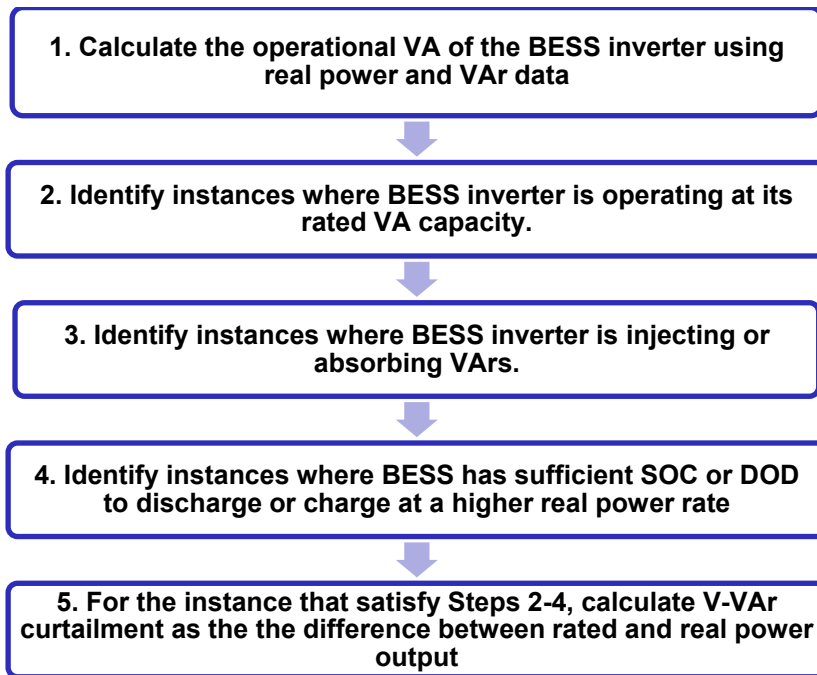 1. Calculate the operational VA of the BESS inverter using
real power and VAr data
2. Identify instances where BESS inverter is operating at its
rated VA capacity.
3. Identify instances where BESS inverter is injecting or
absorbing VArs.
4. Identify instances where BESS has sufficient SOC or DOD
to discharge or charge at a higher real power rate
5. For the instance that satisfy Steps 2-4, calculate V-VAr
curtailment as the the difference between rated and real power
output